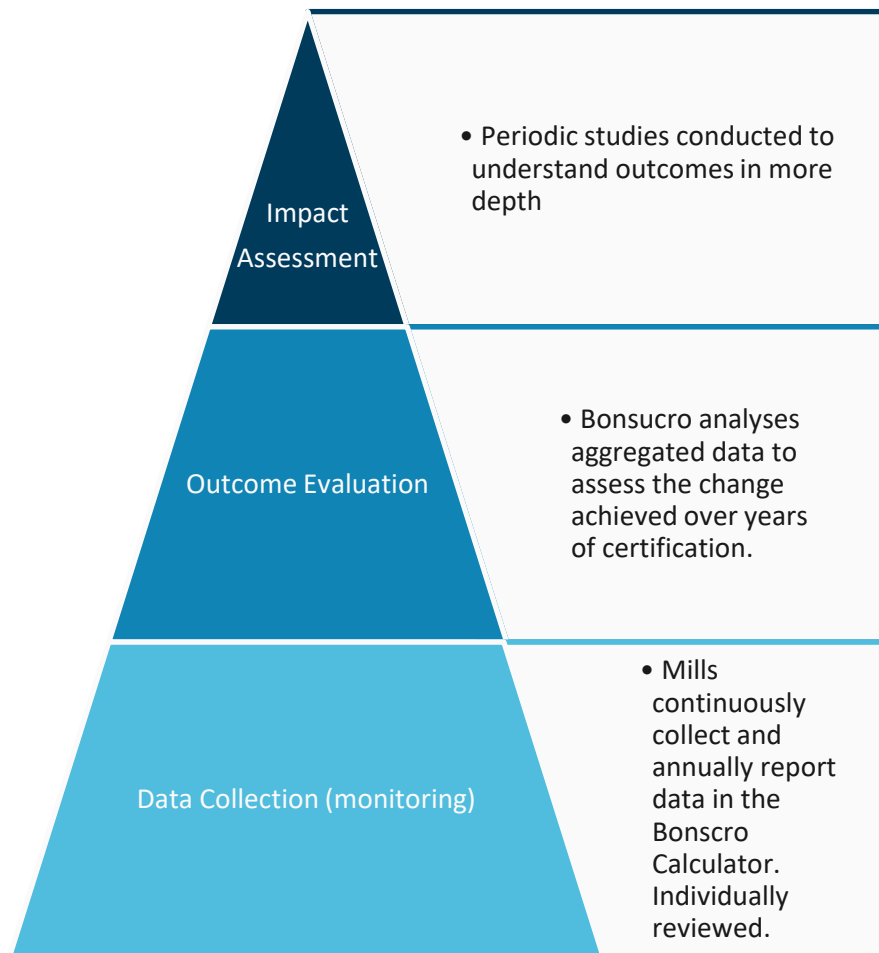 Impact
Assessment
• Periodic studies conducted to
understand outcomes in more
depth
Outcome Evaluation
• Bonsucro analyses
aggregated data to
assess the change
achieved over years
of certification.
Data Collection (monitoring)
• Mills
continuously
collect and
annually report
data in the
Bonscro
Calculator.
Individually
reviewed.